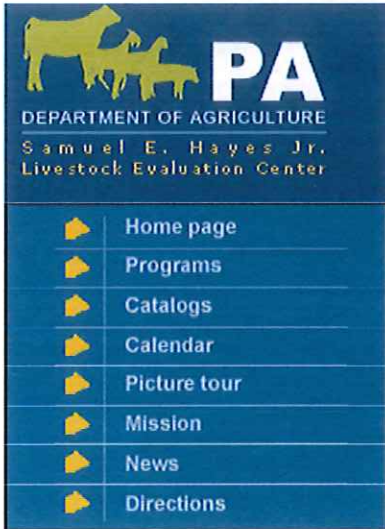 PA
DEPARTMENT OF AGRICULTURE
Samuel E. Hayes Jr.
Livestock Evaluation Center
Home page
Programs
Catalogs
Calendar
Picture tour
Mission
News
Directions